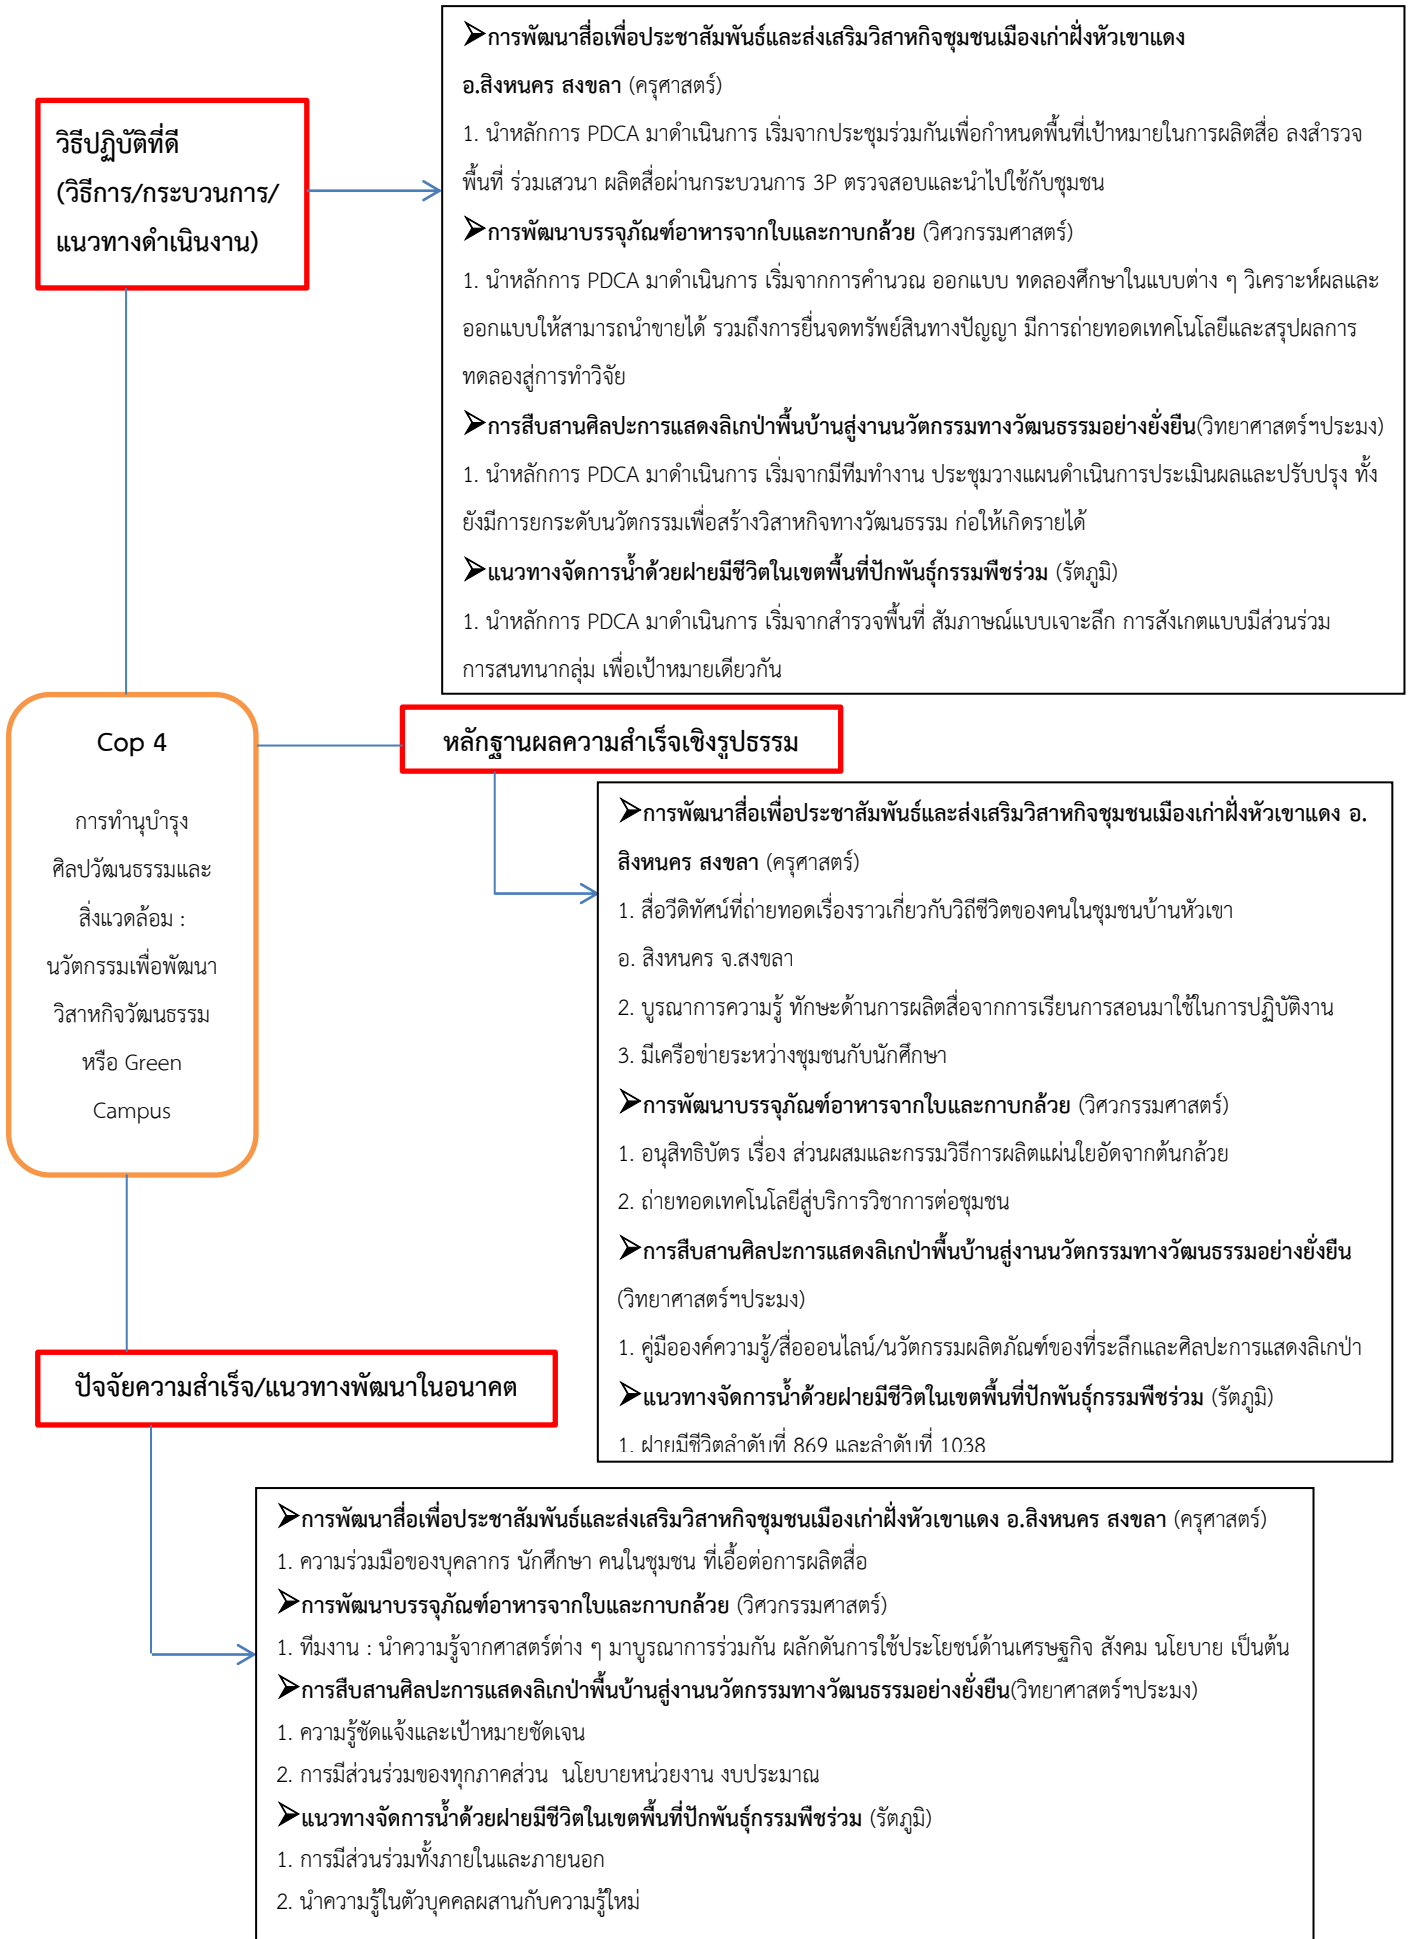 วิธีปฏิบัติที่ดี
(วิธีการ/กระบวนการ/
แนวทางดำเนินงาน)
⮚การพัฒนาสื่อเพื่อประชาสัมพันธ์และส่งเสริมวิสาหกิจชุมชนเมืองเก่าฝั่งหัวเขาแดง
อ.สิงหนคร สงขลา (ครุศาสตร์)
1. นำหลักการ PDCA มาดำเนินการ เริ่มจากประชุมร่วมกันเพื่อกำหนดพื้นที่เป้าหมายในการผลิตสื่อ ลงสำรวจ
พื้นที่ ร่วมเสวนา ผลิตสื่อผ่านกระบวนการ 3P ตรวจสอบและนำไปใช้กับชุมชน
⮚การพัฒนาบรรจุภัณฑ์อาหารจากใบและกาบกล้วย (วิศวกรรมศาสตร์)
1. นำหลักการ PDCA มาดำเนินการ เริ่มจากการคำนวณ ออกแบบ ทดลองศึกษาในแบบต่าง ๆ วิเคราะห์ผลและ
ออกแบบให้สามารถนำขายได้ รวมถึงการยื่นจดทรัพย์สินทางปัญญา มีการถ่ายทอดเทคโนโลยีและสรุปผลการ
ทดลองสู่การทำวิจัย
⮚การสืบสานศิลปะการแสดงลิเกป่าพื้นบ้านสู่งานนวัตกรรมทางวัฒนธรรมอย่างยั่งยืน(วิทยาศาสตร์ฯประมง)
1. นำหลักการ PDCA มาดำเนินการ เริ่มจากมีทีมทำงาน ประชุมวางแผนดำเนินการประเมินผลและปรับปรุง ทั้ง
ยังมีการยกระดับนวัตกรรมเพื่อสร้างวิสาหกิจทางวัฒนธรรม ก่อให้เกิดรายได้
⮚แนวทางจัดการน้ำด้วยฝายมีชีวิตในเขตพื้นที่ปกปักพันธุ์กรรมพืชร่วม (รัตภูมิ)
1. นำหลักการ PDCA มาดำเนินการ เริ่มจากสำรวจพื้นที่ สัมภาษณ์แบบเจาะลึก การสังเกตแบบมีส่วนร่วม
การสนทนากลุ่ม เพื่อเป้าหมายเดียวกัน
Cop 4
การทำนุบำรุง
ศิลปวัฒนธรรมและ
สิ่งแวดล้อม :
นวัตกรรมเพื่อพัฒนา
วิสาหกิจวัฒนธรรม
หรือ Green
Campus
หลักฐานผลความสำเร็จเชิงรูปธรรม
⮚การพัฒนาสื่อเพื่อประชาสัมพันธ์และส่งเสริมวิสาหกิจชุมชนเมืองเก่าฝั่งหัวเขาแดง อ.
สิงหนคร สงขลา (ครุศาสตร์)
1. สื่อวีดิทัศน์ที่ถ่ายทอดเรื่องราวเกี่ยวกับวิถีชีวิตของคนในชุมชนบ้านหัวเขา
อ. สิงหนคร จ.สงขลา
2. บูรณาการความรู้ ทักษะด้านการผลิตสื่อจากการเรียนการสอนมาใช้ในการปฏิบัติงาน
3. มีเครือข่ายระหว่างชุมชนกับนักศึกษา
⮚การพัฒนาบรรจุภัณฑ์อาหารจากใบและกาบกล้วย (วิศวกรรมศาสตร์)
1. อนุสิทธิบัตร เรื่อง ส่วนผสมและกรรมวิธีการผลิตแผ่นใยอัดจากต้นกล้วย
2. ถ่ายทอดเทคโนโลยีสู่บริการวิชาการต่อชุมชน
⮚การสืบสานศิลปะการแสดงลิเกป่าพื้นบ้านสู่งานนวัตกรรมทางวัฒนธรรมอย่างยั่งยืน
(วิทยาศาสตร์ฯประมง)
1. คู่มือองค์ความรู้/สื่อออนไลน์/นวัตกรรมผลิตภัณฑ์ของที่ระลึกและศิลปะการแสดงลิเกป่า
⮚แนวทางจัดการน้ำด้วยฝายมีชีวิตในเขตพื้นที่ปักพันธุ์กรรมพืชร่วม (รัตภูมิ)
1. ฝายมีชีวิตลำดับที่ 869 และลำดับที่ 1038
ปัจจัยความสำเร็จ/แนวทางพัฒนาในอนาคต
⮚การพัฒนาสื่อเพื่อประชาสัมพันธ์และส่งเสริมวิสาหกิจชุมชนเมืองเก่าฝั่งหัวเขาแดง อ.สิงหนคร สงขลา (ครุศาสตร์)
1. ความร่วมมือของบุคลากร นักศึกษา คนในชุมชน ที่เอื้อต่อการผลิตสื่อ
⮚การพัฒนาบรรจุภัณฑ์อาหารจากใบและกาบกล้วย (วิศวกรรมศาสตร์)
1. ทีมงาน : นำความรู้จากศาสตร์ต่าง ๆ มาบูรณาการร่วมกัน ผลักดันการใช้ประโยชน์ด้านเศรษฐกิจ สังคม นโยบาย เป็นต้น
⮚การสืบสานศิลปะการแสดงลิเกป่าพื้นบ้านสู่งานนวัตกรรมทางวัฒนธรรมอย่างยั่งยืน(วิทยาศาสตร์ฯประมง)
1. ความรู้ชัดแจ้งและเป้าหมายชัดเจน
2. การมีส่วนร่วมของทุกภาคส่วน นโยบายหน่วยงาน งบประมาณ
⮚แนวทางจัดการน้ำด้วยฝายมีชีวิตในเขตพื้นที่ปักพันธุ์กรรมพืชร่วม (รัตภูมิ)
1. การมีส่วนร่วมทั้งภายในและภายนอก
2. นำความรู้ในตัวบุคคลผสานกับความรู้ใหม่